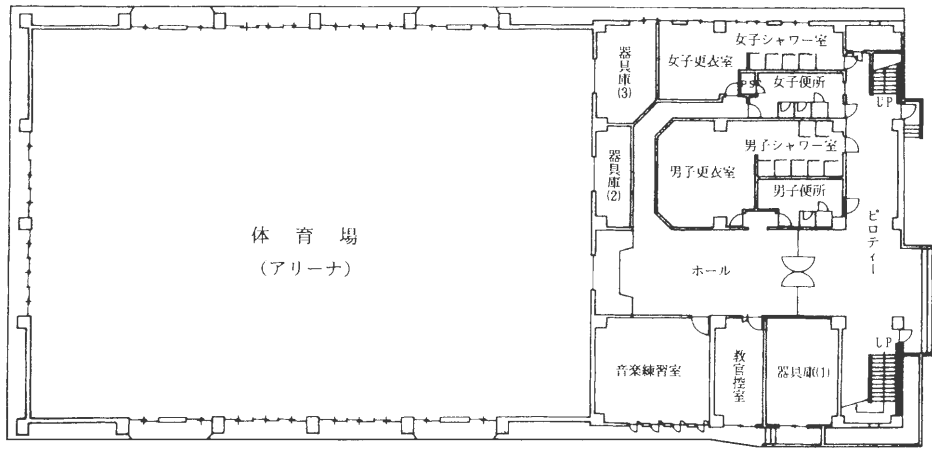 体育場
(アリーナ)
器具庫(3)
器具庫(2)
女子シャワー室
女子更衣室
女子便所
UP
男子シャワー室
男子更衣室
男子便所
ピロティー
ホール
音楽練習室
教官控室
器具庫(1)
UP